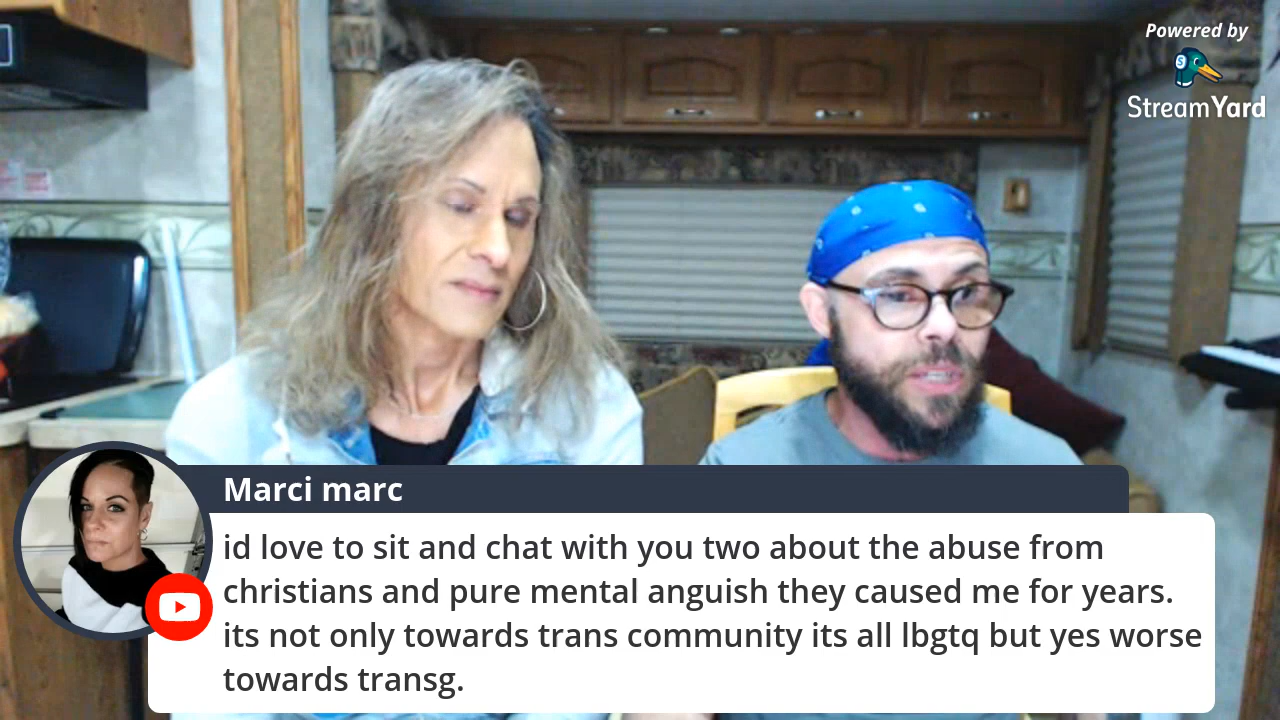 Powered by
StreamYard
Marci marc
id love to sit and chat with you two about the abuse from
christians and pure mental anguish they caused me for years.
its not only towards trans community its all lbgtq but yes worse
towards transg.